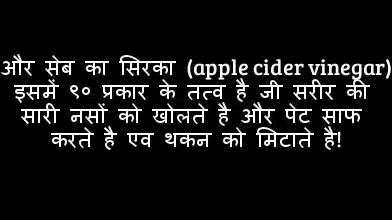 और सेब का सिरका (apple cider vinegar)
इसमें ९० प्रकार के तत्व है जी सरीर की
सारी नसों को खोलते है और पेट साफ
करते है एव थकन को मिटाते है!